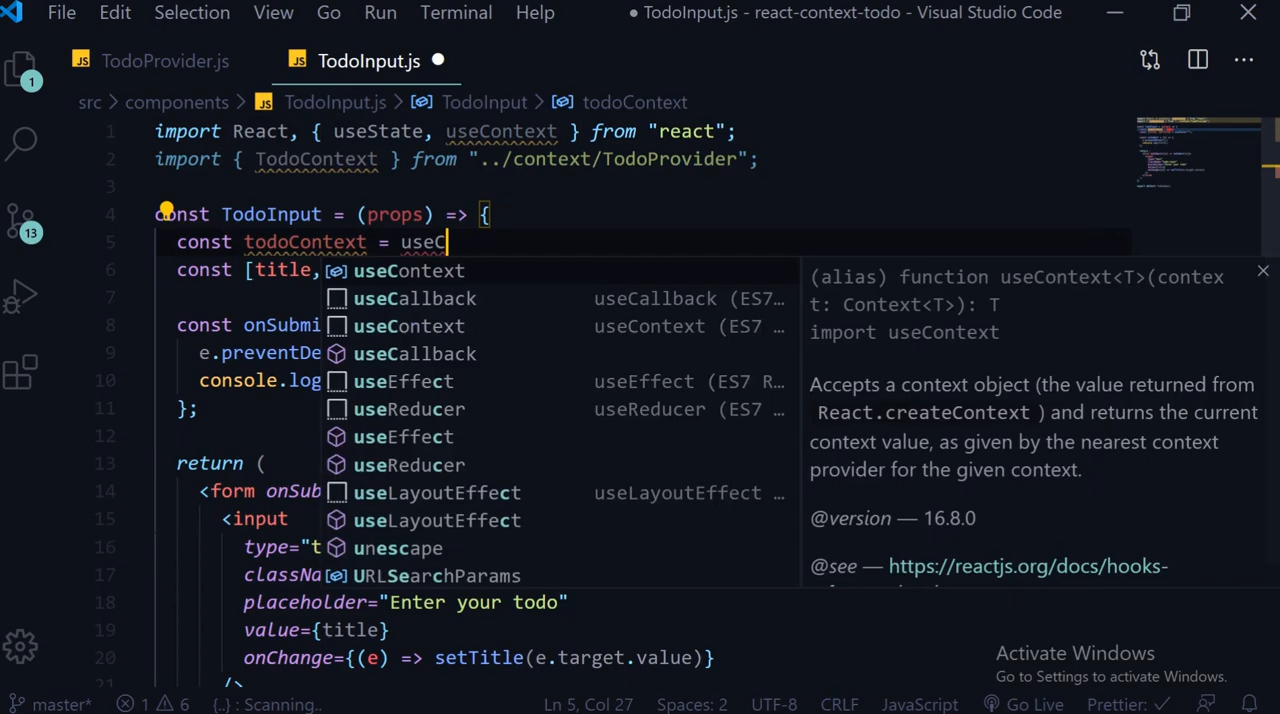 File Edit Selection View Go Run Terminal Help ● TodoInput.js - react-context-todo - Visual Studio Code
JS TodoProvider.js JS TodoInput.js
1
src > components > JS TodoInput.js > TodoInput > todoContext
1 import React, { useState, useContext } from "react";
2 import { TodoContext } from "../context/TodoProvider";
3
4 const TodoInput = (props) => {
5 const todoContext = useC
6 const [title,
7
8 const onSubmi
9 e.preventDe
10 console.log
11 };
12
13 return (
14 <form onSub
15 <input
16 type="t
17 classNa
18 placeholder="Enter your todo"
19 value={title}
20 onChange={(e) => setTitle(e.target.value)}
21 />
13
useContext
useCallback useCallback (ES7…
useContext useContext (ES7 …
useCallback
useEffect useEffect (ES7 R…
useReducer useReducer (ES7 …
useEffect
useReducer
useLayoutEffect useLayoutEffect …
useLayoutEffect
unescape
URLSearchParams
(alias) function useContext<T>(contex
t: Context<T>): T
import useContext
Accepts a context object (the value returned from
React.createContext ) and returns the current
context value, as given by the nearest context
provider for the given context.
@version — 16.8.0
@see — https://reactjs.org/docs/hooks-
Activate Windows
Go to Settings to activate Windows.
master* 1 6 {..} : Scanning.. Ln 5, Col 27 Spaces: 2 UTF-8 CRLF JavaScript Go Live Prettier: ✓